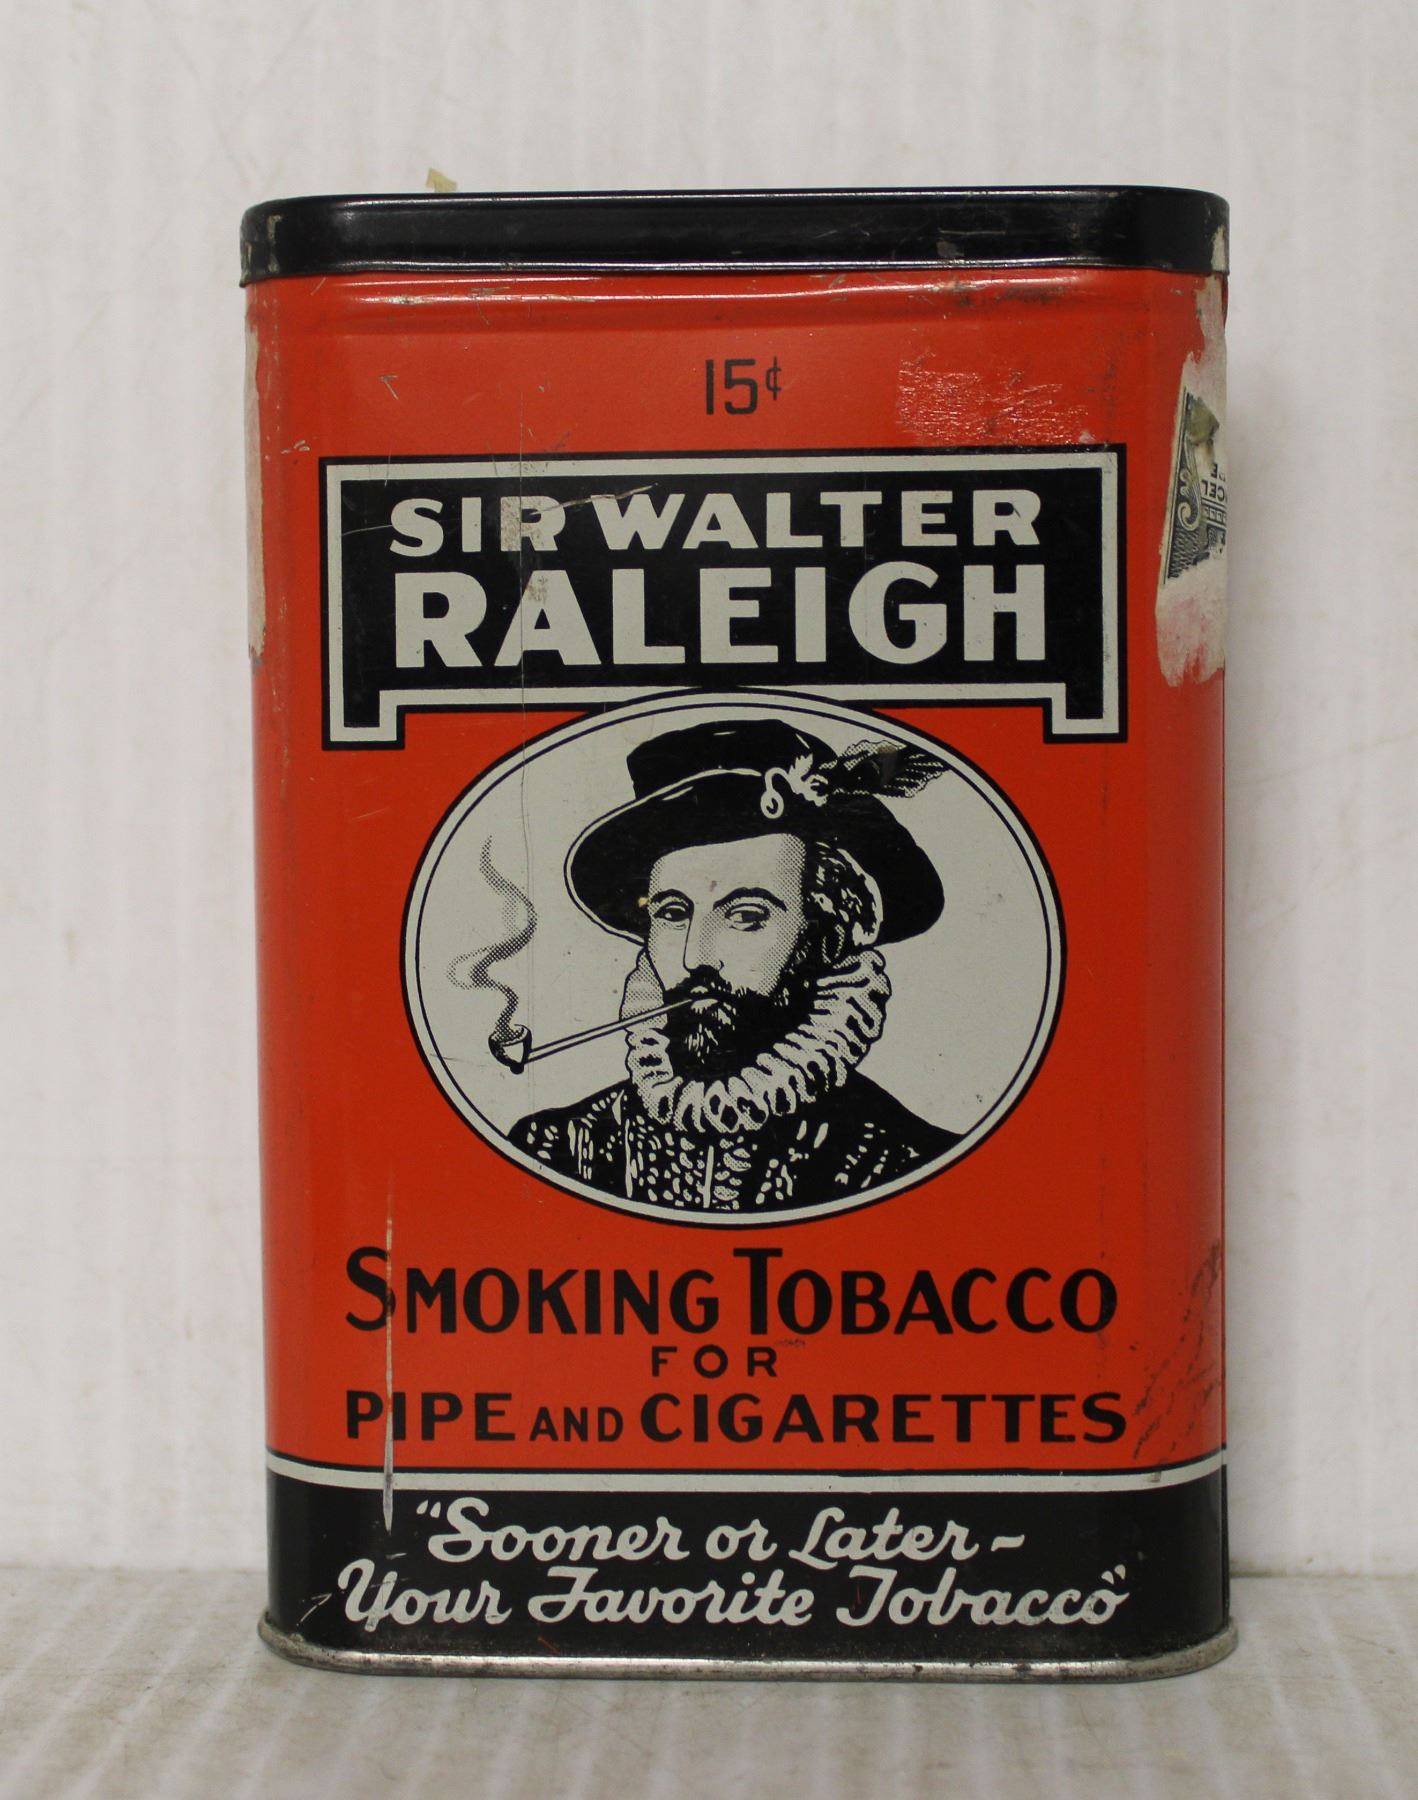 15¢
SIR WALTER
RALEIGH
SMOKING TOBACCO
FOR
PIPE AND CIGARETTES
"Sooner or Later -
Your Favorite Tobacco"